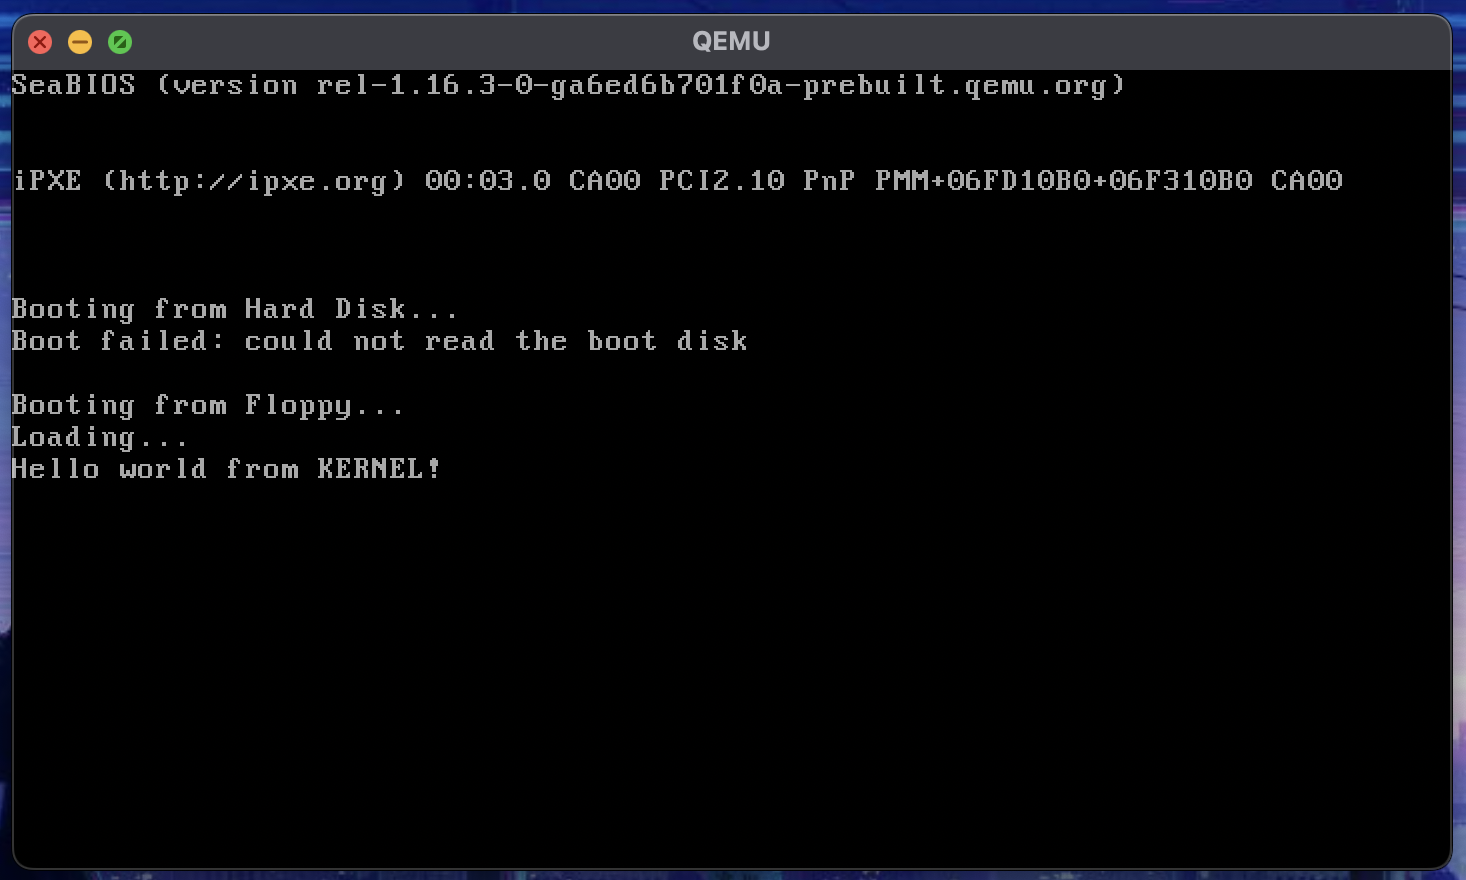 QEMU
SeaBIOS (version rel-1.16.3-0-ga6ed6b701f0a-prebuilt.qemu.org)
iPXE (http://ipxe.org) 00:03.0 CA00 PCI2.10 PnP PMM+06FD10B0+06F310B0 CA00
Booting from Hard Disk...
Boot failed: could not read the boot disk
Booting from Floppy...
Loading...
Hello world from KERNEL!